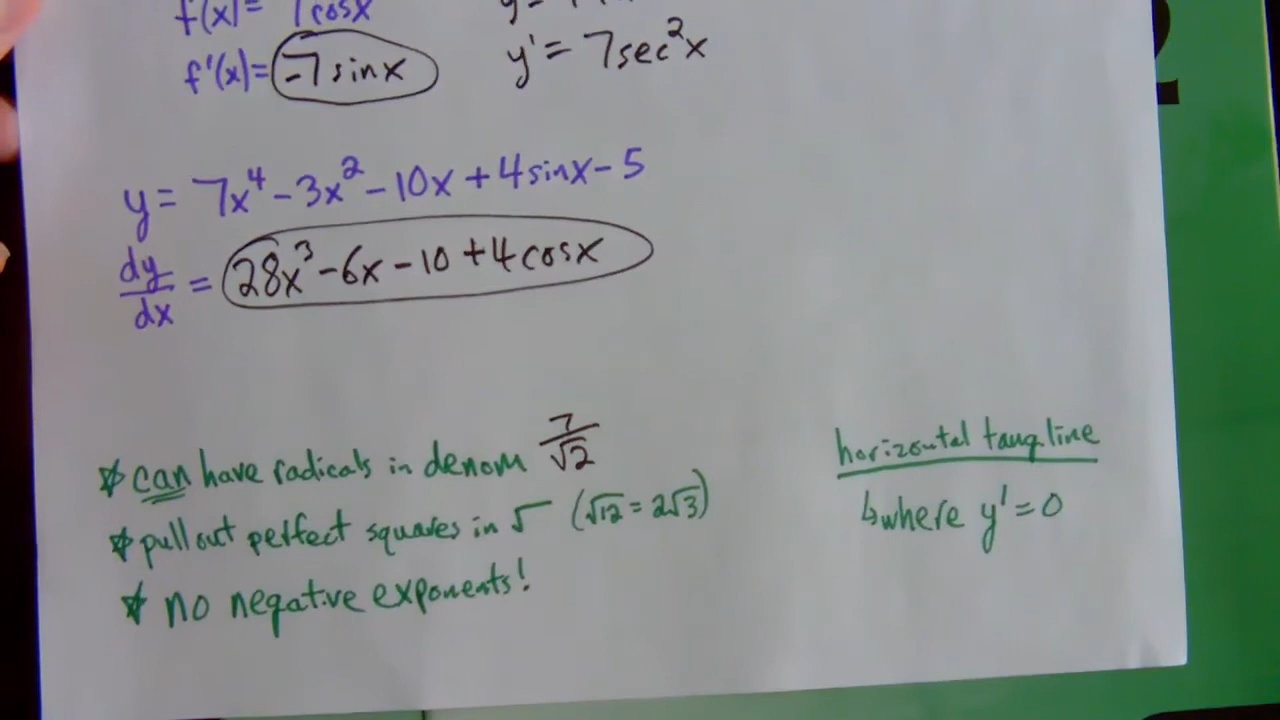 f(x) = 7cosx
y =
f'(x) = -7sinx
y' = 7sec²x
y = 7x⁴ - 3x² - 10x + 4sinx - 5
dy/dx = 28x³ - 6x - 10 + 4cosx
* can have radicals in denom 7/√2
* pull out perfect squares in √ (√12 = 2√3)
* no negative exponents!
horizontal tang line
↳ where y' = 0